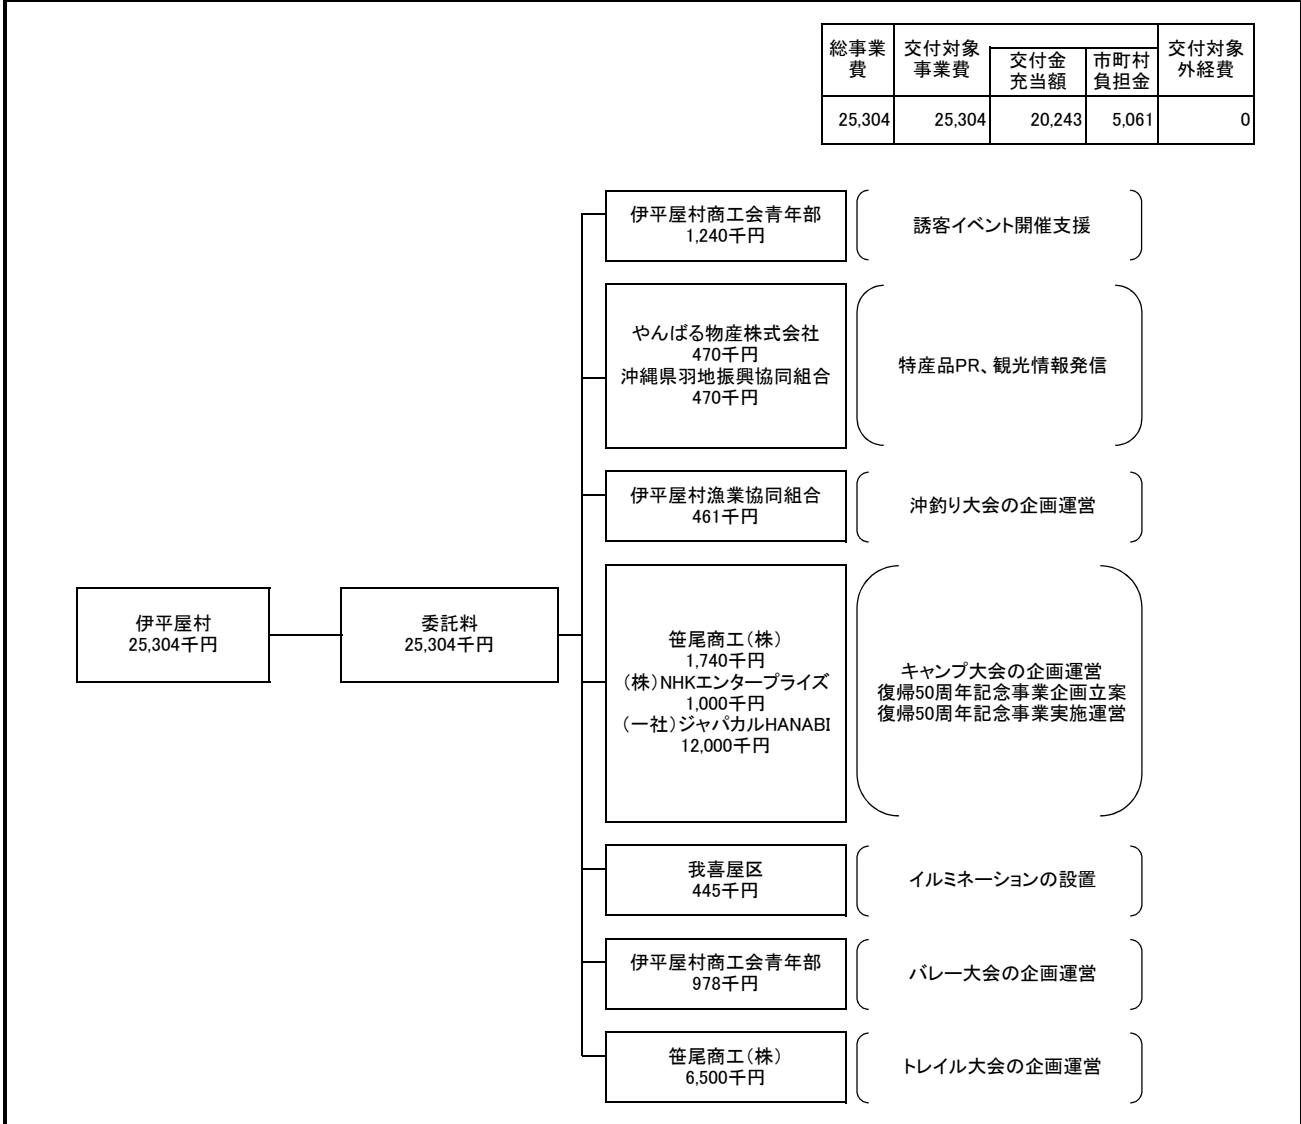 総事業
費
交付対象
事業費
交付金
充当額
市町村
負担金
交付対象
外経費
25,304
25,304
20,243
5,061
0
伊平屋村商工会青年部
1,240千円
誘客イベント開催支援
やんばる物産株式会社
470千円
沖縄県羽地振興協同組合
470千円
特産品PR、観光情報発信
伊平屋村漁業協同組合
461千円
沖釣り大会の企画運営
伊平屋村
25,304千円
委託料
25,304千円
笹尾商工（株）
1,740千円
（株）NHKエンタープライズ
1,000千円
（一社）ジャパカルHANABI
12,000千円
キャンプ大会の企画運営
復帰50周年記念事業企画立案
復帰50周年記念事業実施運営
我喜屋区
445千円
イルミネーションの設置
伊平屋村商工会青年部
978千円
バレー大会の企画運営
笹尾商工（株）
6,500千円
トレイル大会の企画運営